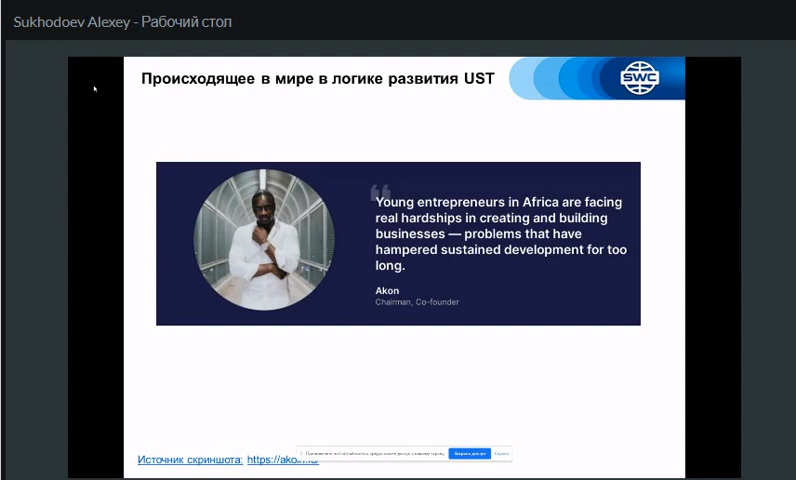 Sukhodoev Alexey - Рабочий стол
Происходящее в мире в логике развития UST
SWC
Young entrepreneurs in Africa are facing
real hardships in creating and building
businesses — problems that have
hampered sustained development for too
long.
Akon
Chairman, Co-founder
Источник скриншота: https://ako